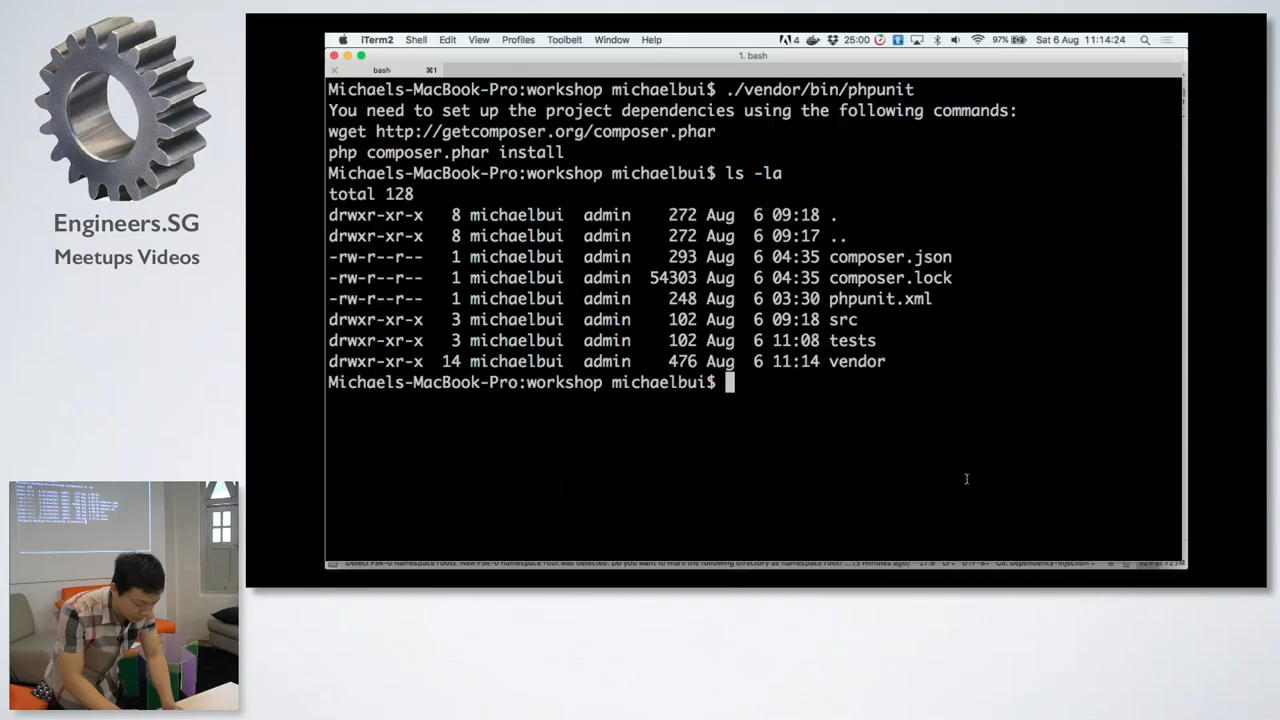 Engineers.SG
Meetups Videos
iTerm2 Shell Edit View Profiles Toolbelt Window Help 4 25:00 97% Sat 6 Aug 11:14:24
1. bash
bash ⌘1
Michaels-MacBook-Pro:workshop michaelbui$ ./vendor/bin/phpunit
You need to set up the project dependencies using the following commands:
wget http://getcomposer.org/composer.phar
php composer.phar install
Michaels-MacBook-Pro:workshop michaelbui$ ls -la
total 128
drwxr-xr-x 8 michaelbui admin 272 Aug 6 09:18 .
drwxr-xr-x 8 michaelbui admin 272 Aug 6 09:17 ..
-rw-r--r-- 1 michaelbui admin 293 Aug 6 04:35 composer.json
-rw-r--r-- 1 michaelbui admin 54303 Aug 6 04:35 composer.lock
-rw-r--r-- 1 michaelbui admin 248 Aug 6 03:30 phpunit.xml
drwxr-xr-x 3 michaelbui admin 102 Aug 6 09:18 src
drwxr-xr-x 3 michaelbui admin 102 Aug 6 11:08 tests
drwxr-xr-x 14 michaelbui admin 476 Aug 6 11:14 vendor
Michaels-MacBook-Pro:workshop michaelbui$